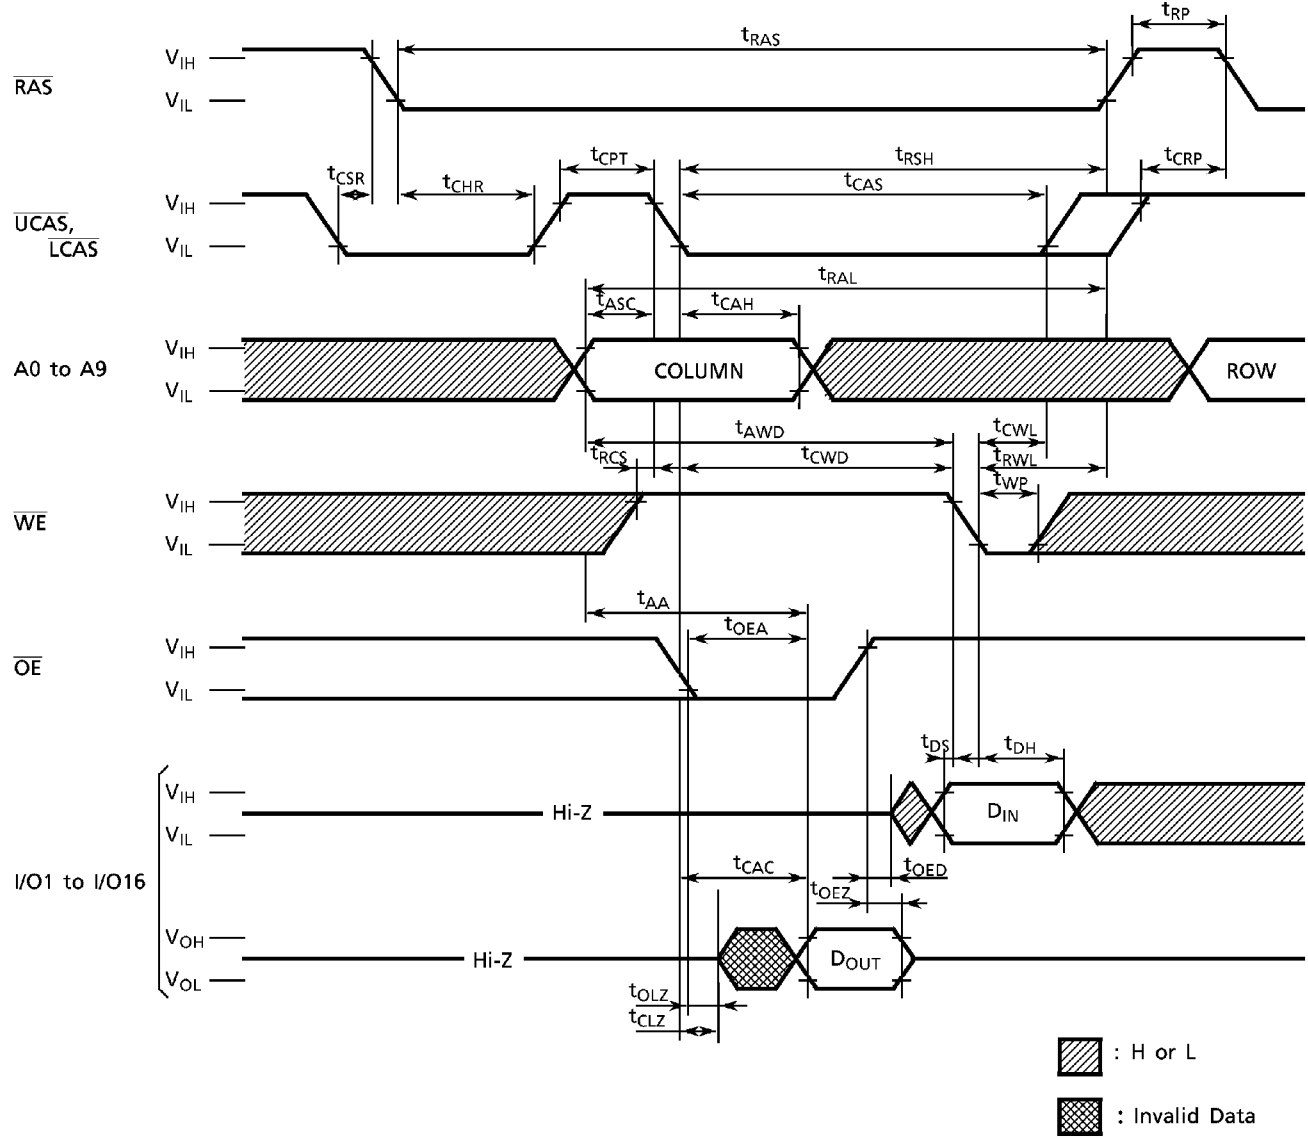 tRP
tRAS
VIH
RAS
VIL
tCPT
tRSH
tCRP
tCSR
tCHR
tCAS
VIH
UCAS,
LCAS
VIL
tRAL
tASC
tCAH
VIH
A0 to A9
COLUMN
ROW
VIL
tAWD
tCWL
tRCS
tCWD
tRWL
tWP
VIH
WE
VIL
tAA
tOEA
VIH
OE
VIL
tDS
tDH
VIH
Hi-Z
DIN
VIL
I/O1 to I/O16
tCAC
tOED
tOEZ
VOH
Hi-Z
DOUT
VOL
tOLZ
tCLZ
: H or L
: Invalid Data